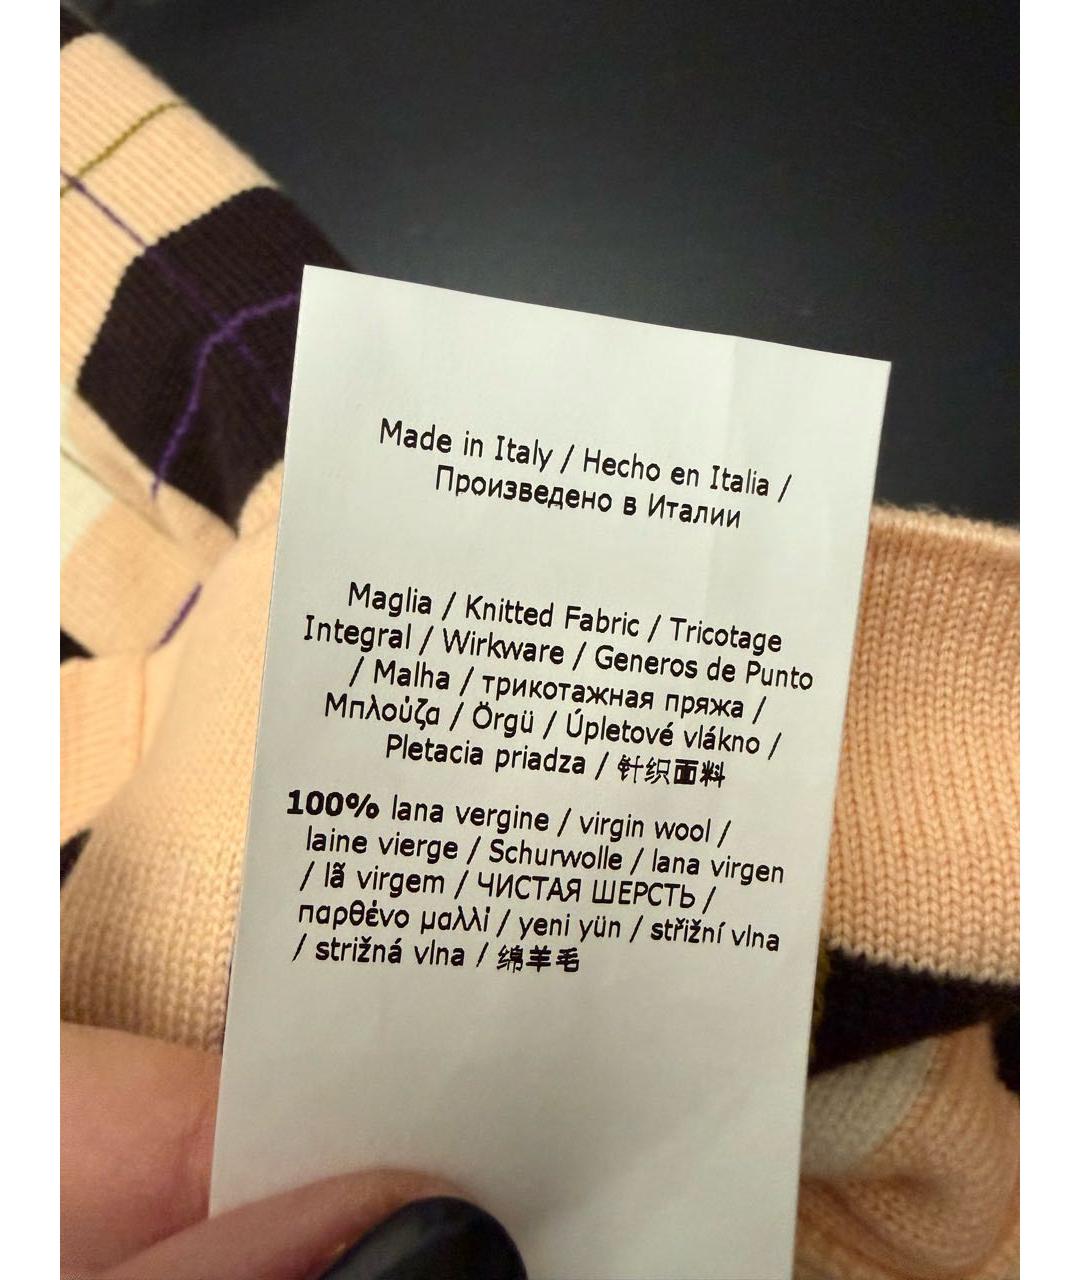 Made in Italy / Hecho en Italia /
Произведено в Италии
Maglia / Knitted Fabric / Tricotage
Integral / Wirkware / Generos de Punto
/ Malha / трикотажная пряжа /
Μπλούζα / Örgü / Úpletové vlákno /
Pletacia priadza / 针织面料
100% lana vergine / virgin wool /
laine vierge / Schurwolle / lana virgen
/ lã virgem / ЧИСТАЯ ШЕРСТЬ /
παρθένο μαλλί / yeni yün / střižní vlna
/ strižná vlna / 绵羊毛